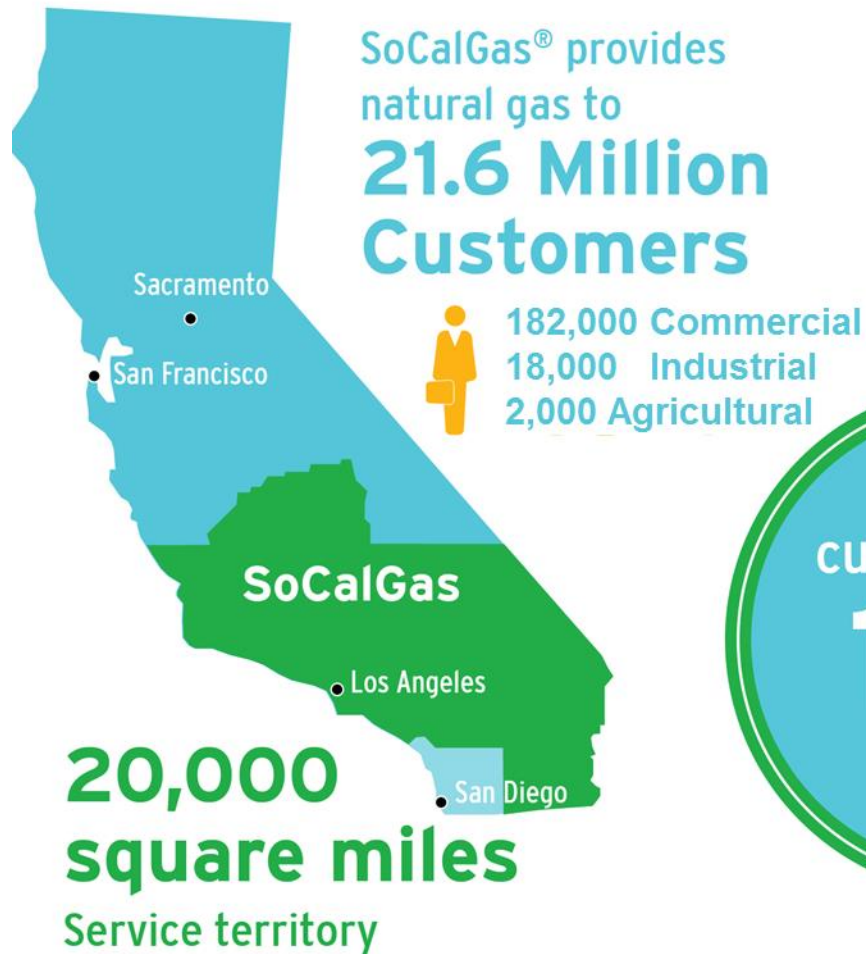 SoCalGas® provides
natural gas to
21.6 Million
Customers
182,000 Commercial
18,000 Industrial
2,000 Agricultural
Sacramento
San Francisco
SoCalGas
Los Angeles
San Diego
20,000
square miles
Service territory